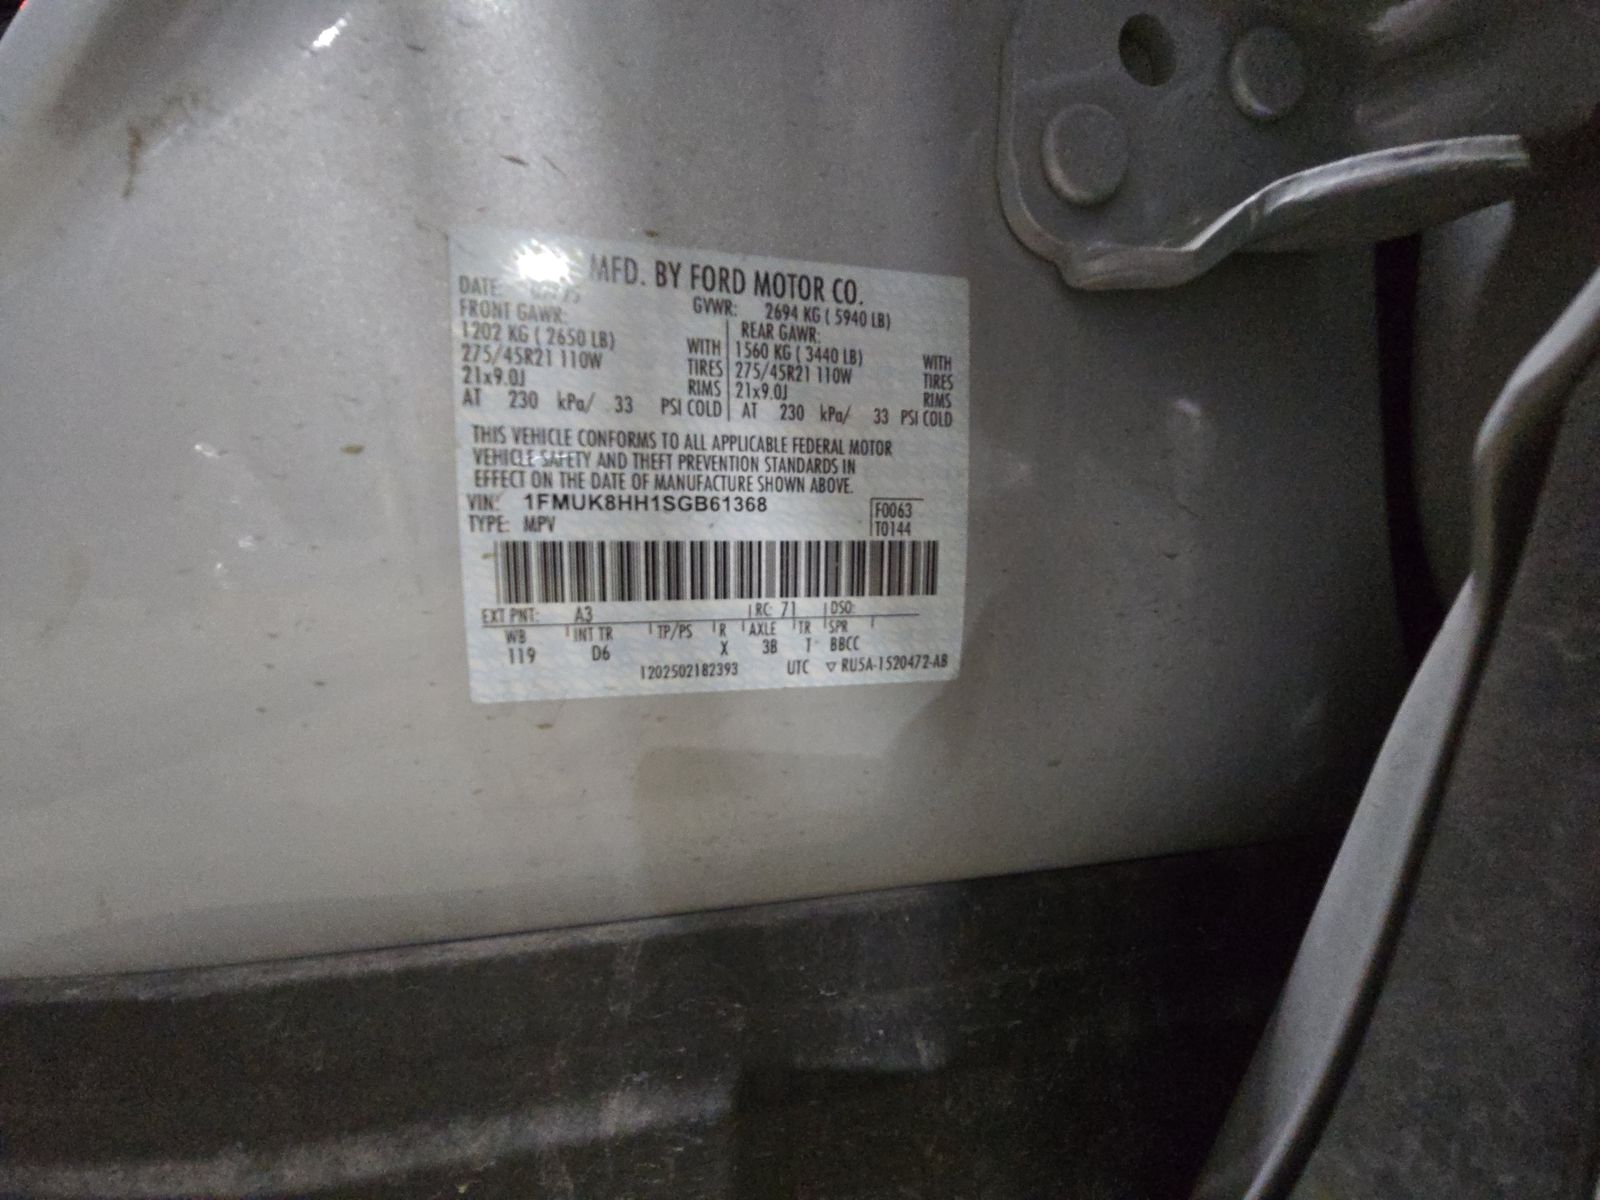 MFD. BY FORD MOTOR CO.
DATE: GVWR: 2694 KG ( 5940 LB)
FRONT GAWR: REAR GAWR:
1202 KG ( 2650 LB) WITH 1560 KG ( 3440 LB) WITH
275/45R21 110W TIRES 275/45R21 110W TIRES
21x9.0J RIMS 21x9.0J RIMS
AT 230 kPa/ 33 PSI COLD AT 230 kPa/ 33 PSI COLD
THIS VEHICLE CONFORMS TO ALL APPLICABLE FEDERAL MOTOR
VEHICLE SAFETY AND THEFT PREVENTION STANDARDS IN
EFFECT ON THE DATE OF MANUFACTURE SHOWN ABOVE.
VIN: 1FMUK8HH1SGB61368 F0063
TYPE: MPV T0144
EXT PNT: A3 RC: 71 DSO:
WB INT TR TP/PS R AXLE TR SPR
119 D6 X 3B T BBCC
1202502182393 UTC ▽ RU5A-1520472-AB